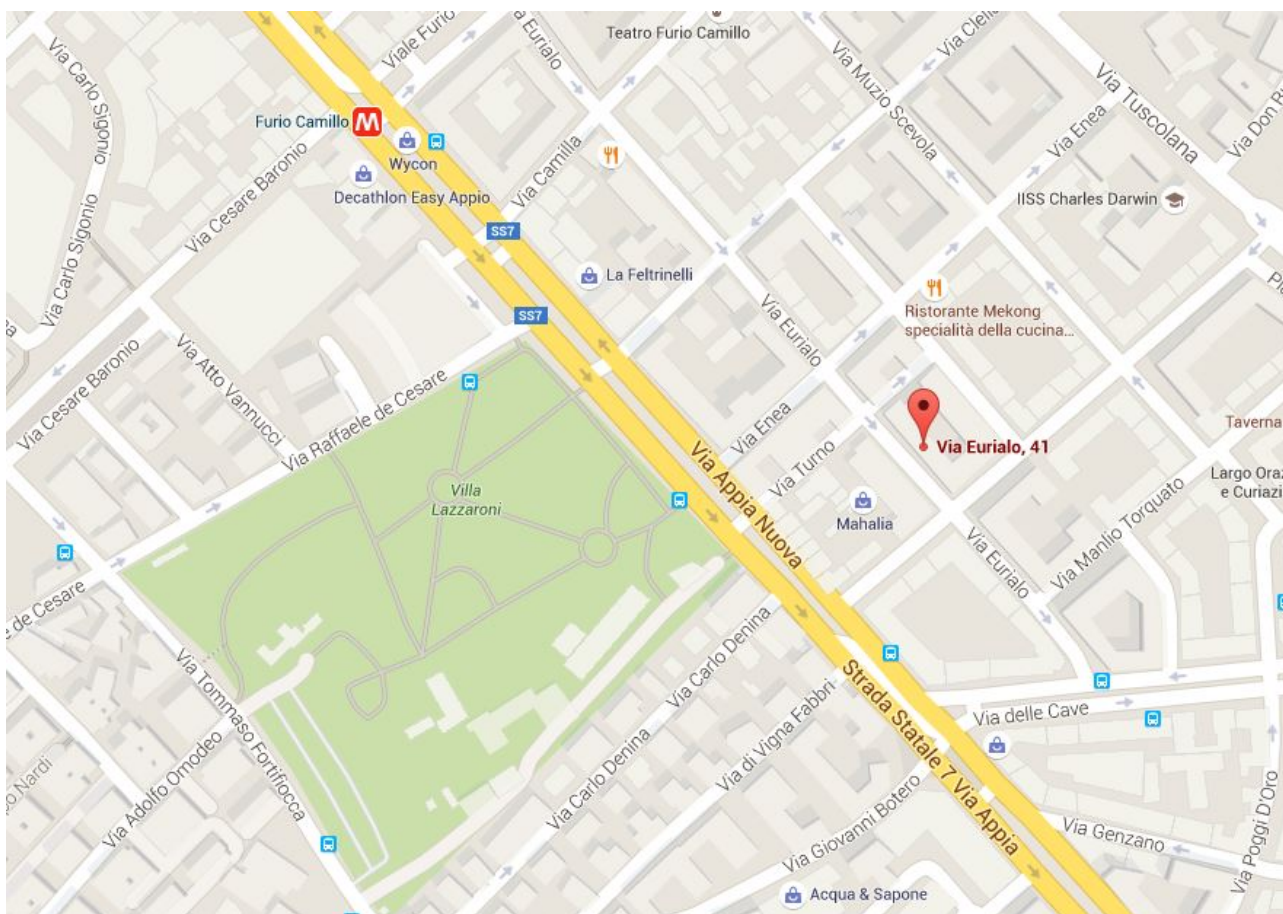 Via Carlo Sigonio
Viale Furio
Via Eurialo
Teatro Furio Camillo
Via Muzio Scevola
Via Clelia
Via Tuscolana
Via Enea
Via Don
Furio Camillo
M
Wycon
Decathlon Easy Appio
Via Camilla
Via Cesare Baronio
Via Carlo Sigonio
IISS Charles Darwin
SS7
La Feltrinelli
SS7
Ristorante Mekong
specialità della cucina...
Via Eurialo
Via Atto Vannucci
Via Cesare Baronio
Via Raffaele de Cesare
Via Enea
Via Turno
Via Eurialo, 41
Taverna
Largo Oraz
e Curiazi
Villa
Lazzaroni
Via Appia Nuova
Mahalia
Via Manlio Torquato
Via Eurialo
e de Cesare
Via Tommaso Fortifiocca
Via Carlo Denina
Via di Vigna Fabbri
Strada Statale 7 Via Appia
Via delle Cave
Via Adolfo Omodeo
Nardi
Via Carlo Denina
Via Giovanni Botero
Via Genzano
Via Poggi D'Oro
Acqua & Sapone